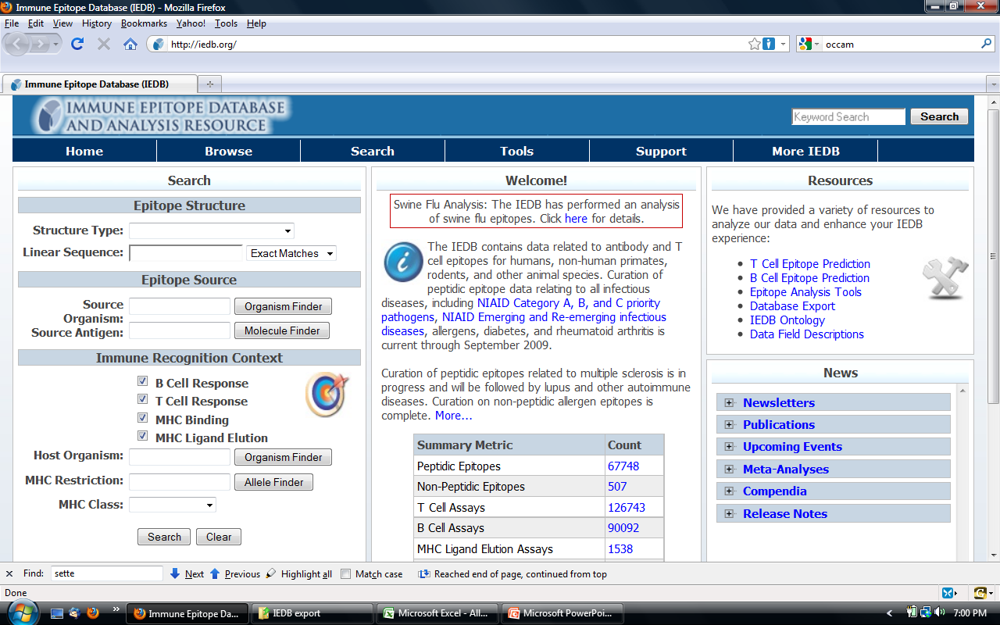 Immune Epitope Database (IEDB) - Mozilla Firefox
File Edit View History Bookmarks Yahoo! Tools Help
http://iedb.org/
occam
Immune Epitope Database (IEDB)
IMMUNE EPITOPE DATABASE
AND ANALYSIS RESOURCE
Keyword Search
Search
Home Browse Search Tools Support More IEDB
Search
Epitope Structure
Structure Type:
Linear Sequence: Exact Matches
Epitope Source
Source
Organism: Organism Finder
Source Antigen: Molecule Finder
Immune Recognition Context
B Cell Response
T Cell Response
MHC Binding
MHC Ligand Elution
Host Organism: Organism Finder
MHC Restriction: Allele Finder
MHC Class:
Search Clear
Welcome!
Swine Flu Analysis: The IEDB has performed an analysis
of swine flu epitopes. Click here for details.
The IEDB contains data related to antibody and T
cell epitopes for humans, non-human primates,
rodents, and other animal species. Curation of
peptidic epitope data relating to all infectious
diseases, including NIAID Category A, B, and C priority
pathogens, NIAID Emerging and Re-emerging infectious
diseases, allergens, diabetes, and rheumatoid arthritis is
current through September 2009.
Curation of peptidic epitopes related to multiple sclerosis is in
progress and will be followed by lupus and other autoimmune
diseases. Curation on non-peptidic allergen epitopes is
complete. More...
Summary Metric Count
Peptidic Epitopes 67748
Non-Peptidic Epitopes 507
T Cell Assays 126743
B Cell Assays 90092
MHC Ligand Elution Assays 1538
Resources
We have provided a variety of resources to
analyze our data and enhance your IEDB
experience:
• T Cell Epitope Prediction
• B Cell Epitope Prediction
• Epitope Analysis Tools
• Database Export
• IEDB Ontology
• Data Field Descriptions
News
Newsletters
Publications
Upcoming Events
Meta-Analyses
Compendia
Release Notes
Find: sette Next Previous Highlight all Match case Reached end of page, continued from top
Done
» Immune Epitope Da... IEDB export Microsoft Excel - All... Microsoft PowerPoi... 7:00 PM